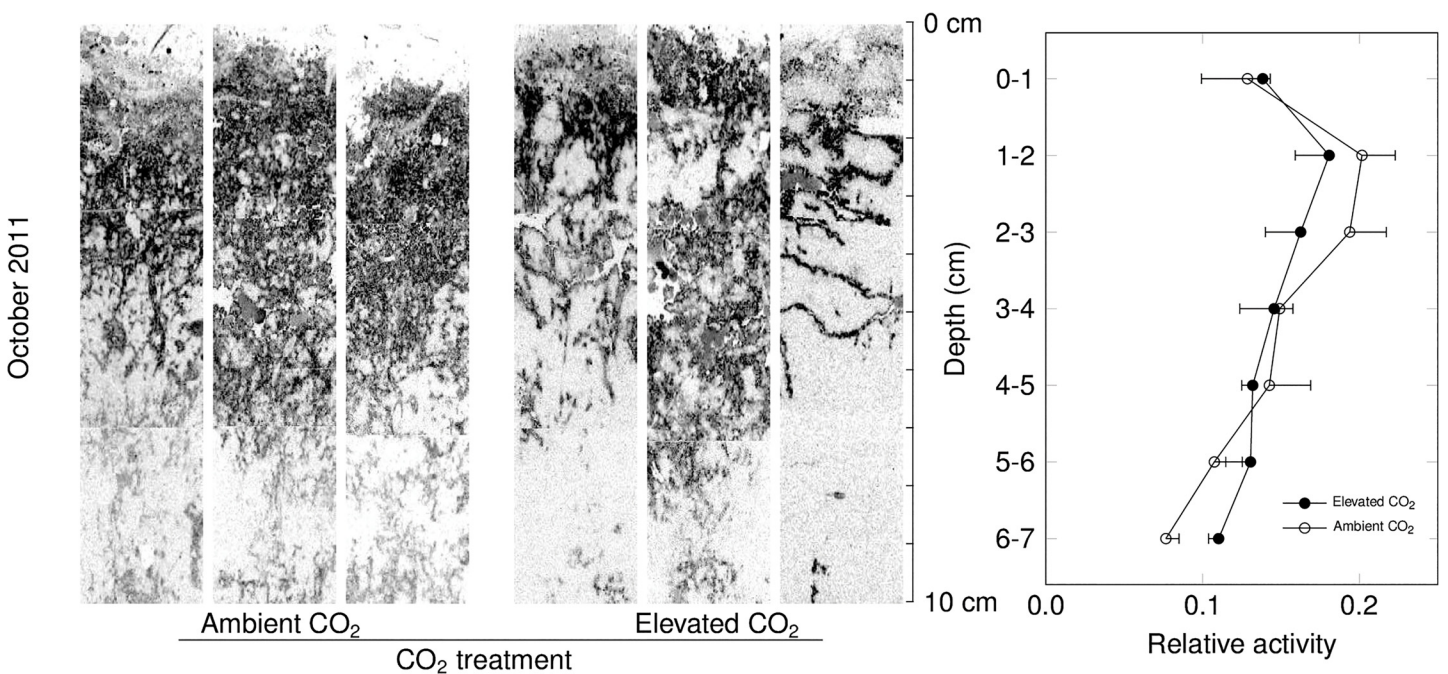 October 2011
0 cm
10 cm
Ambient CO₂
Elevated CO₂
CO₂ treatment
Depth (cm)
0-1
1-2
2-3
3-4
4-5
5-6
6-7
Elevated CO₂
Ambient CO₂
0.0 0.1 0.2
Relative activity